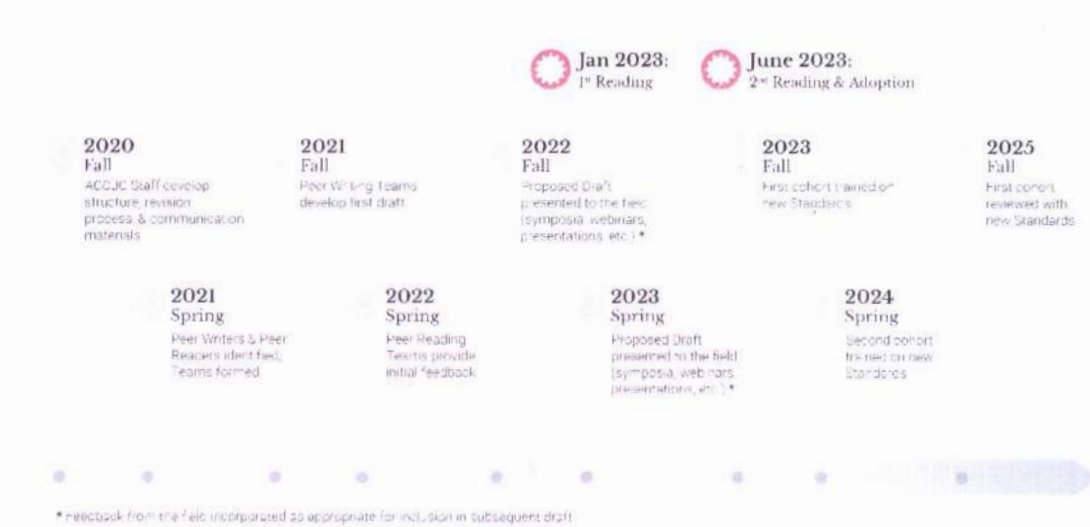 Jan 2023:
1st Reading
June 2023:
2nd Reading & Adoption
2020
Fall
ACCJC Staff develop
structure, revision
process, & communication
materials
2021
Fall
Peer Writing Teams
develop first draft
2022
Fall
Proposed Draft
presented to the field
(symposia, webinars,
presentations, etc.) *
2023
Fall
First cohort trained on
new Standards
2025
Fall
First cohort
reviewed with
new Standards
2021
Spring
Peer Writers & Peer
Readers identified,
Teams formed
2022
Spring
Peer Reading
Teams provide
initial feedback
2023
Spring
Proposed Draft
presented to the field
(symposia, webinars,
presentations, etc.) *
2024
Spring
Second cohort
trained on new
Standards
* Feedback from the field incorporated as appropriate for inclusion in subsequent draft